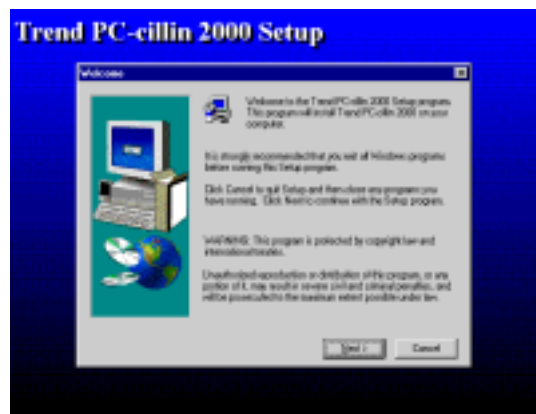 Trend PC-cillin 2000 Setup
Welcome
Welcome to the Trend PC-cillin 2000 Setup program.
This program will install Trend PC-cillin 2000 on your
computer.
It is strongly recommended that you exit all Windows programs
before running this Setup program.
Click Cancel to quit Setup and then close any programs you
have running. Click Next to continue with the Setup program.
WARNING: This program is protected by copyright law and
international treaties.
Unauthorized reproduction or distribution of this program, or any
portion of it, may result in severe civil and criminal penalties, and
will be prosecuted to the maximum extent possible under law.
Next >
Cancel